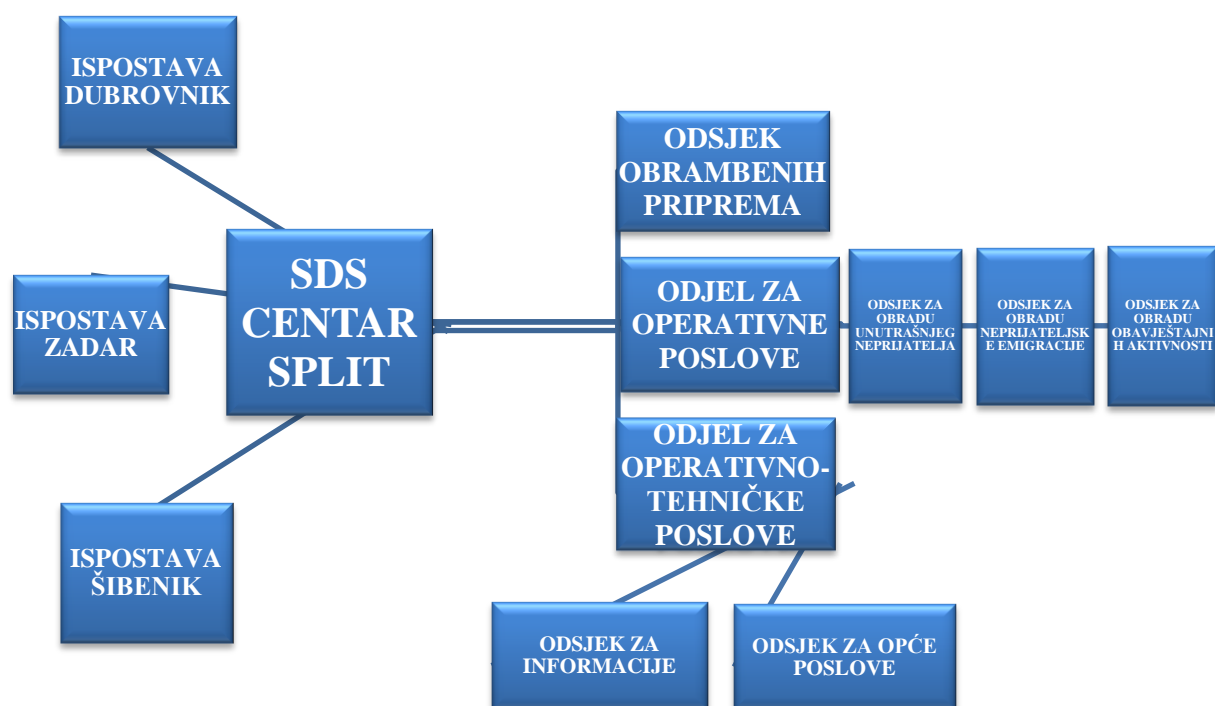 ISPOSTAVA
DUBROVNIK
ISPOSTAVA
ZADAR
ISPOSTAVA
ŠIBENIK
SDS
CENTAR
SPLIT
ODSJEK
OBRAMBENIH
PRIPREMA
ODJEL ZA
OPERATIVNE
POSLOVE
ODSJEK ZA
OBRADU
UNUTRAŠNJEG
NEPRIJATELJA
ODSJEK ZA
OBRADU
NEPRIJATELJSK
E EMIGRACIJE
ODSJEK ZA
OBRADU
OBAVJEŠTAJNI
H AKTIVNOSTI
ODJEL ZA
OPERATIVNO-
TEHNIČKE
POSLOVE
ODSJEK ZA
INFORMACIJE
ODSJEK ZA OPĆE
POSLOVE